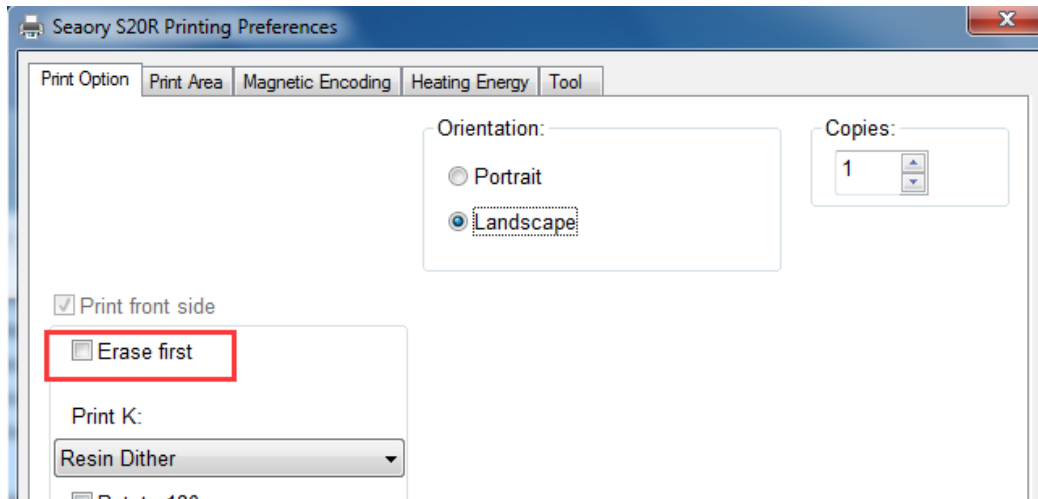 Seaory S20R Printing Preferences
Print Option Print Area Magnetic Encoding Heating Energy Tool
Orientation: Copies:
Portrait 1
Landscape
Print front side
Erase first
Print K:
Resin Dither